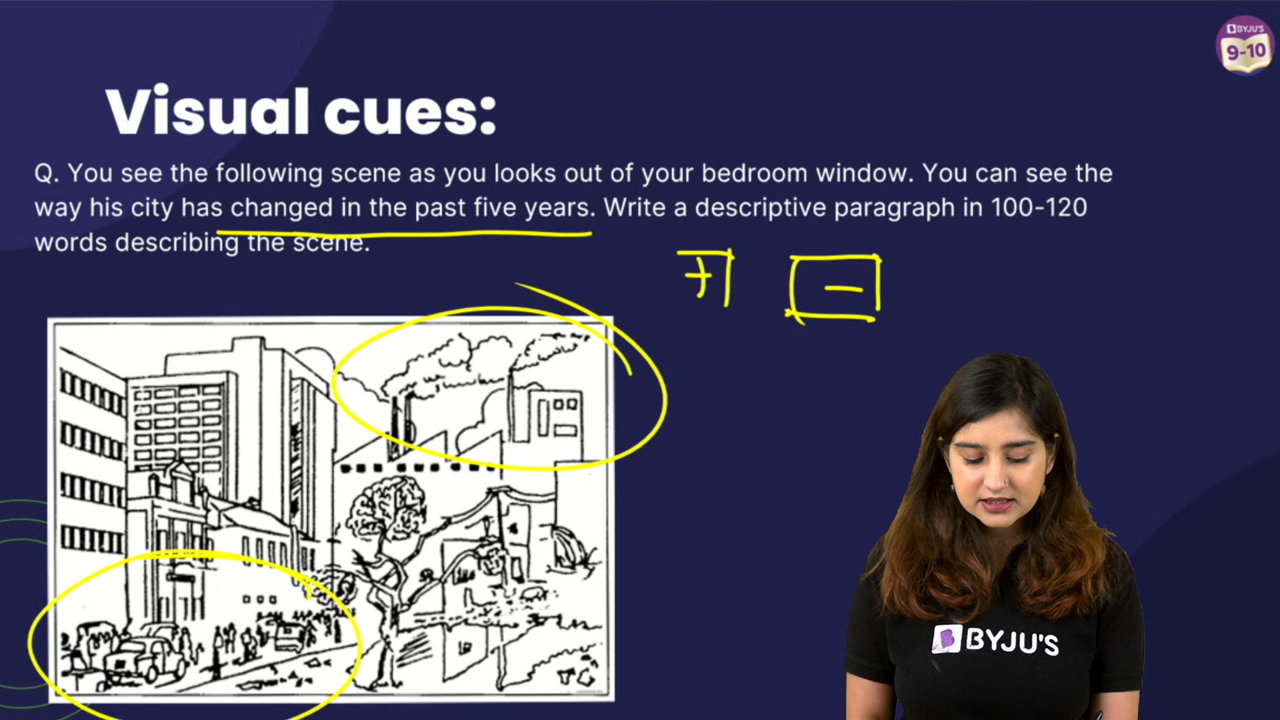 BYJU'S
9-10
Visual cues:
Q. You see the following scene as you looks out of your bedroom window. You can see the
way his city has changed in the past five years. Write a descriptive paragraph in 100-120
words describing the scene.
+ −
BYJU'S